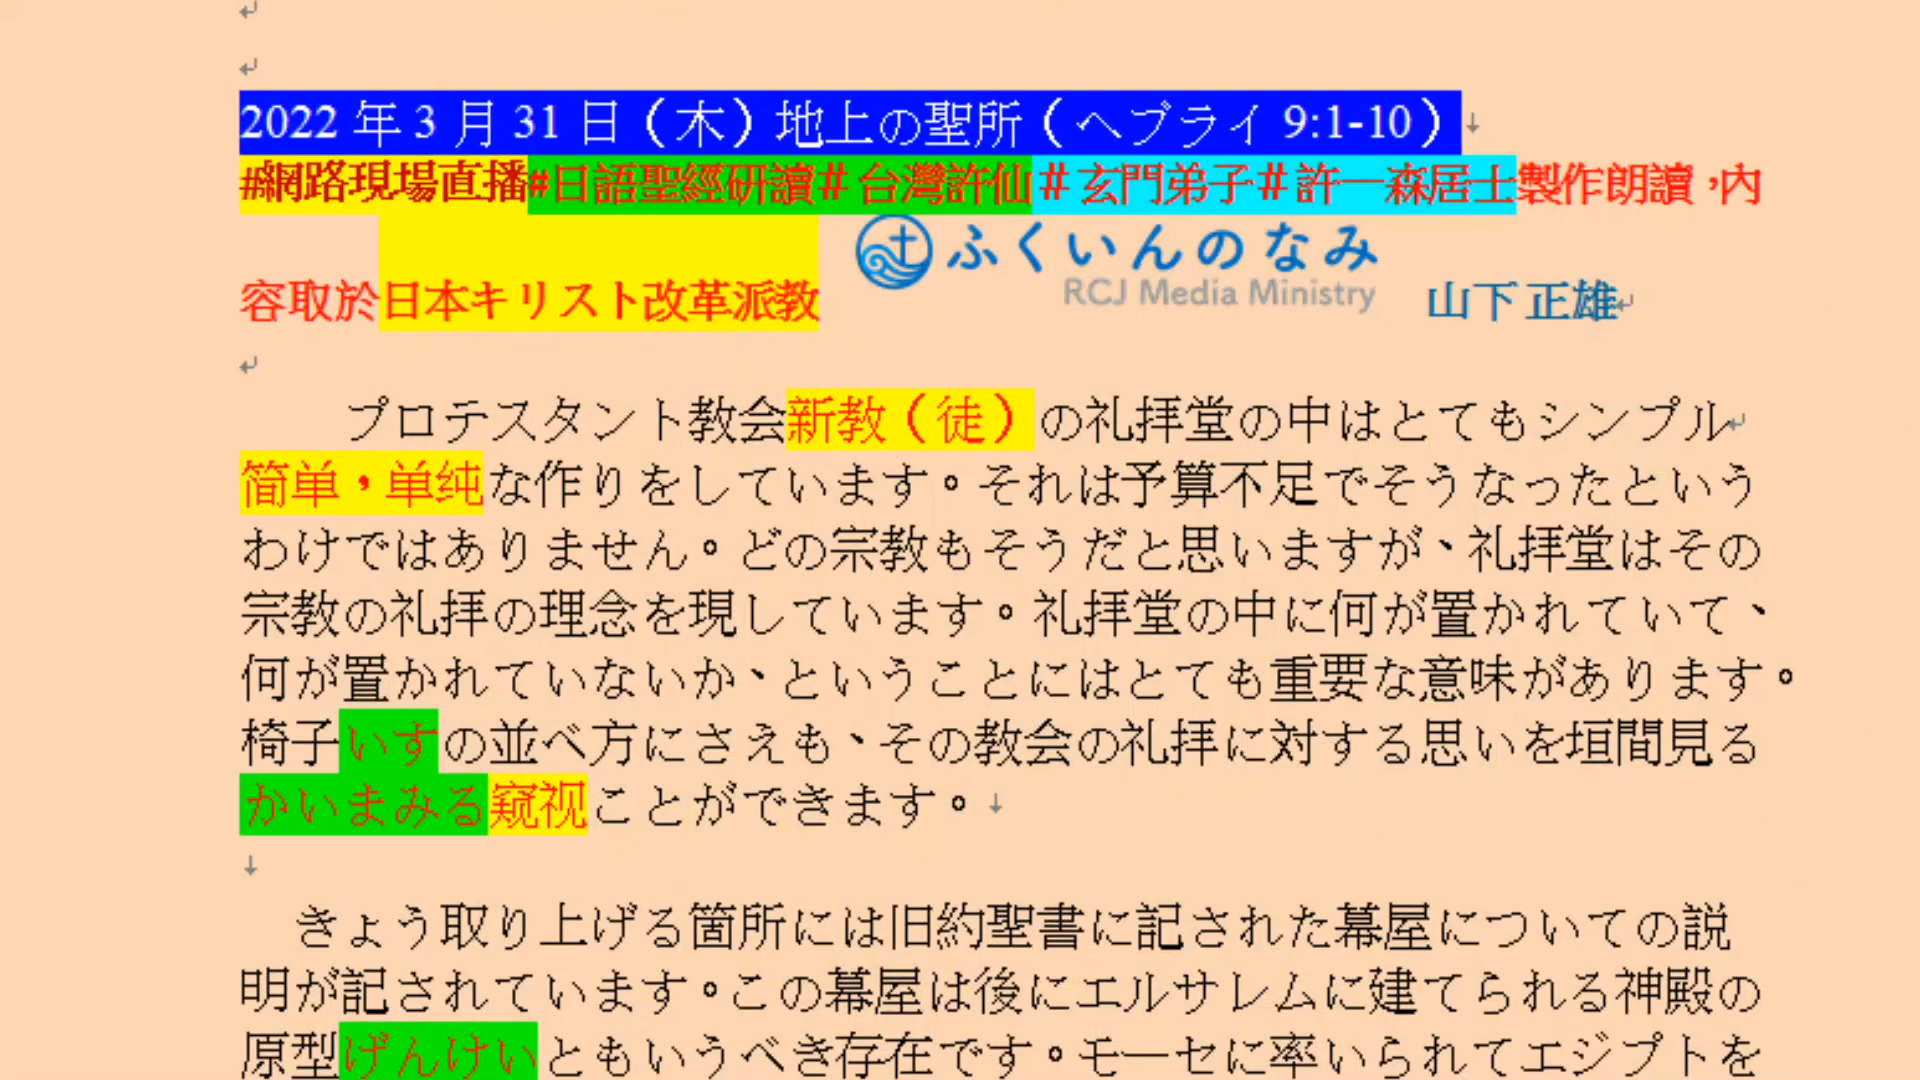 2022 年 3 月 31 日（木）地上の聖所（ヘブライ 9:1-10）
#網路現場直播#日語聖經研讀＃台灣許仙＃玄門弟子＃許一森居士製作朗讀，內
容取於日本キリスト改革派教 ふくいんのなみ 山下正雄
RCJ Media Ministry
プロテスタント教会新教（徒）の礼拝堂の中はとてもシンプル
简单，单纯な作りをしています。それは予算不足でそうなったという
わけではありません。どの宗教もそうだと思いますが、礼拝堂はその
宗教の礼拝の理念を現しています。礼拝堂の中に何が置かれていて、
何が置かれていないか、ということにはとても重要な意味があります。
椅子いすの並べ方にさえも、その教会の礼拝に対する思いを垣間見る
かいまみる窥视ことができます。
きょう取り上げる箇所には旧約聖書に記された幕屋についての説
明が記されています。この幕屋は後にエルサレムに建てられる神殿の
原型げんけいともいうべき存在です。モーセに率いられてエジプトを